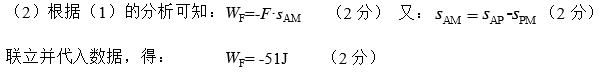 （2）根据（1）的分析可知：W_F=-F·s_AM （2 分） 又：s_AM = s_AP-s_PM（2 分）
联立并代入数据，得： W_F= -51J （2 分）